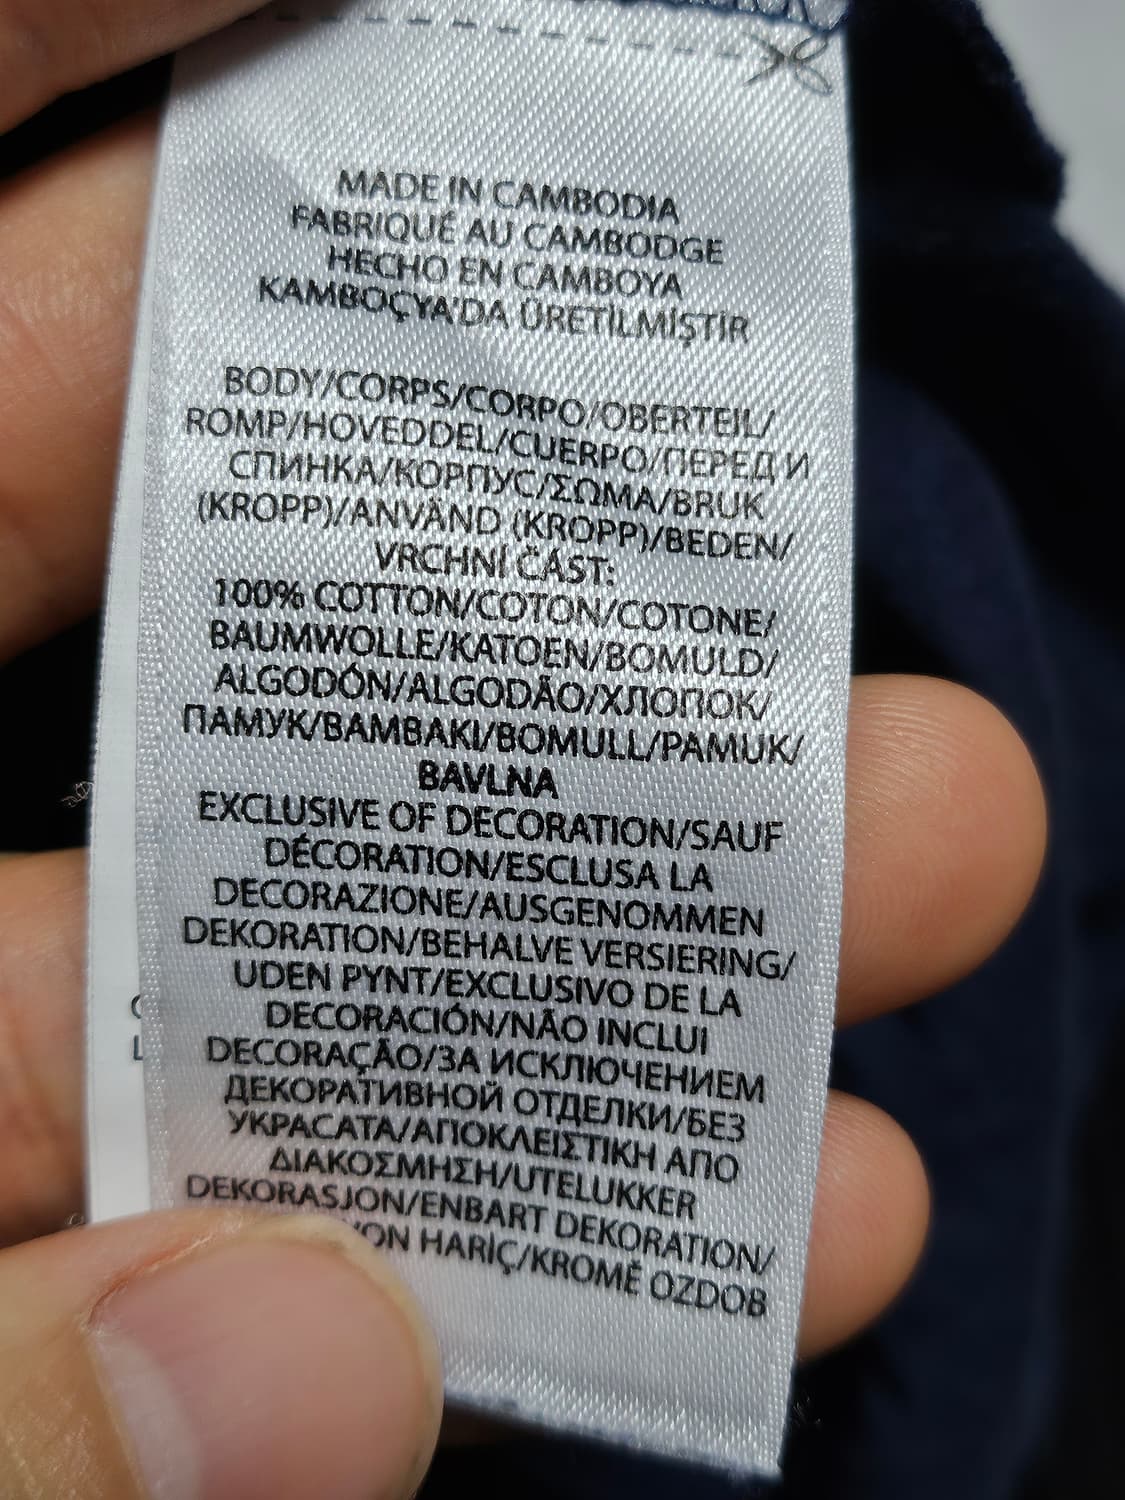 MADE IN CAMBODIA
FABRIQUÉ AU CAMBODGE
HECHO EN CAMBOYA
KAMBOÇYA'DA ÜRETİLMİŞTİR
BODY/CORPS/CORPO/OBERTEIL/
ROMP/HOVEDDEL/CUERPO/ПЕРЕД И
СПИНКА/КОРПУС/ΣΩΜΑ/BRUK
(KROPP)/ANVÄND (KROPP)/BEDEN/
VRCHNÍ ČÁST:
100% COTTON/COTON/COTONE/
BAUMWOLLE/KATOEN/BOMULD/
ALGODÓN/ALGODÃO/ХЛОПОК/
ПАМУК/BAMBAKI/BOMULL/PAMUK/
BAVLNA
EXCLUSIVE OF DECORATION/SAUF
DÉCORATION/ESCLUSA LA
DECORAZIONE/AUSGENOMMEN
DEKORATION/BEHALVE VERSIERING/
UDEN PYNT/EXCLUSIVO DE LA
DECORACIÓN/NÃO INCLUI
DECORAÇÃO/ЗА ИСКЛЮЧЕНИЕМ
ДЕКОРАТИВНОЙ ОТДЕЛКИ/БЕЗ
УКРАСАТА/ΑΠΟΚΛΕΙΣΤΙΚΗ ΑΠΟ
ΔΙΑΚΟΣΜΗΣΗ/UTELUKKER
DEKORASJON/ENBART DEKORATION/
HARİÇ/KROMĚ OZDOB